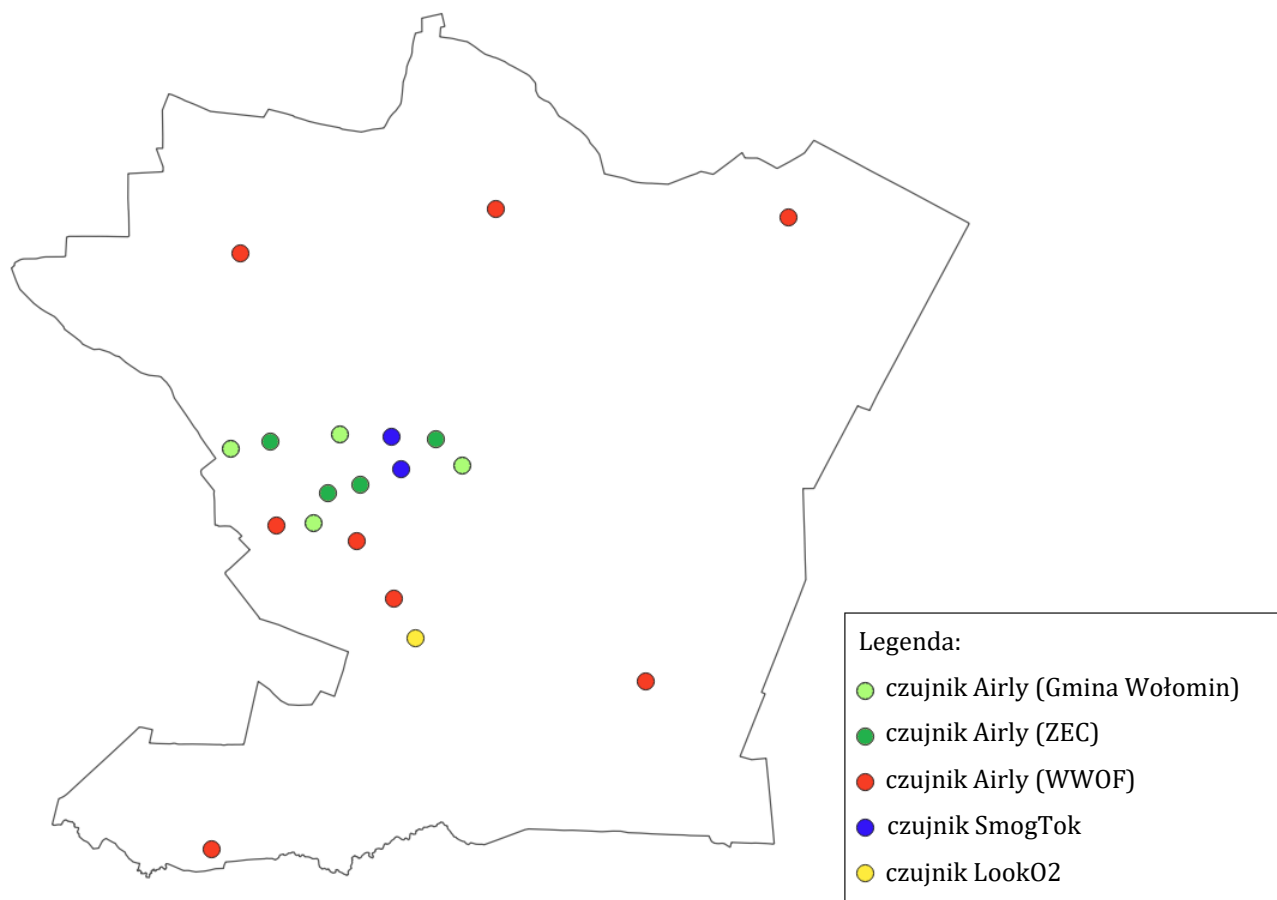 Legenda:
czujnik Airly (Gmina Wołomin)
czujnik Airly (ZEC)
czujnik Airly (WWOF)
czujnik SmogTok
czujnik LookO2